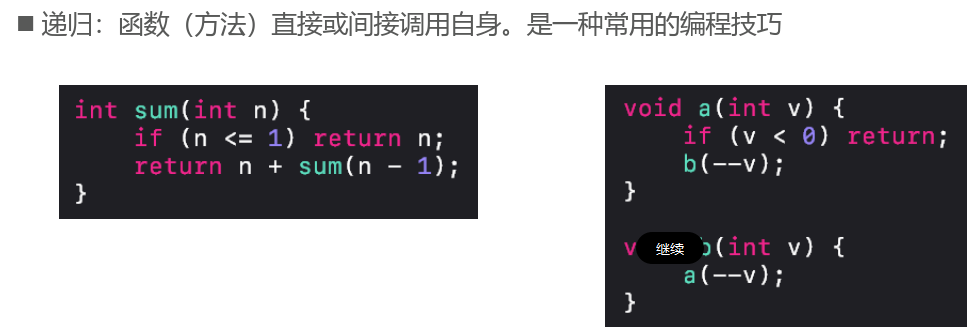 ■ 递归：函数（方法）直接或间接调用自身。是一种常用的编程技巧
int sum(int n) {
    if (n <= 1) return n;
    return n + sum(n - 1);
}
void a(int v) {
    if (v < 0) return;
    b(--v);
}
v 继续 b(int v) {
    a(--v);
}